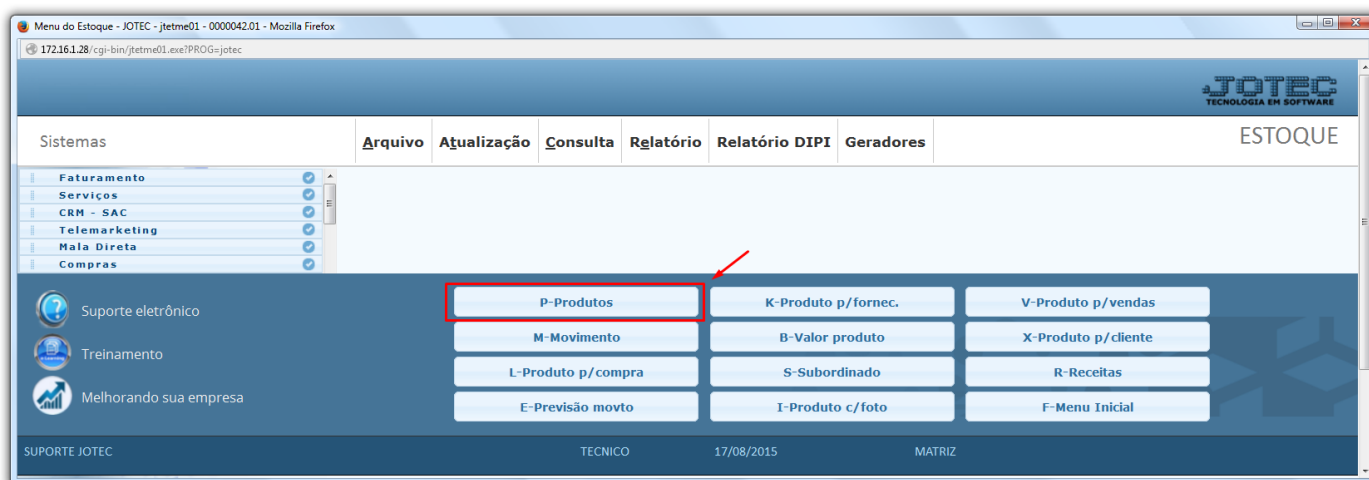 Menu do Estoque - JOTEC - jtetme01 - 0000042.01 - Mozilla Firefox
172.16.1.28/cgi-bin/jtetme01.exe?PROG=jotec
JOTEC
TECNOLOGIA EM SOFTWARE
Sistemas Arquivo Atualização Consulta Relatório Relatório DIPI Geradores ESTOQUE
Faturamento
Serviços
CRM - SAC
Telemarketing
Mala Direta
Compras
Suporte eletrônico
Treinamento
Melhorando sua empresa
P-Produtos K-Produto p/fornec. V-Produto p/vendas
M-Movimento B-Valor produto X-Produto p/cliente
L-Produto p/compra S-Subordinado R-Receitas
E-Previsão movto I-Produto c/foto F-Menu Inicial
SUPORTE JOTEC TECNICO 17/08/2015 MATRIZ